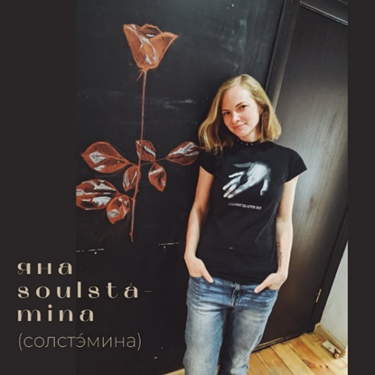 яна
soulsta-
mina
(солстэ́мина)